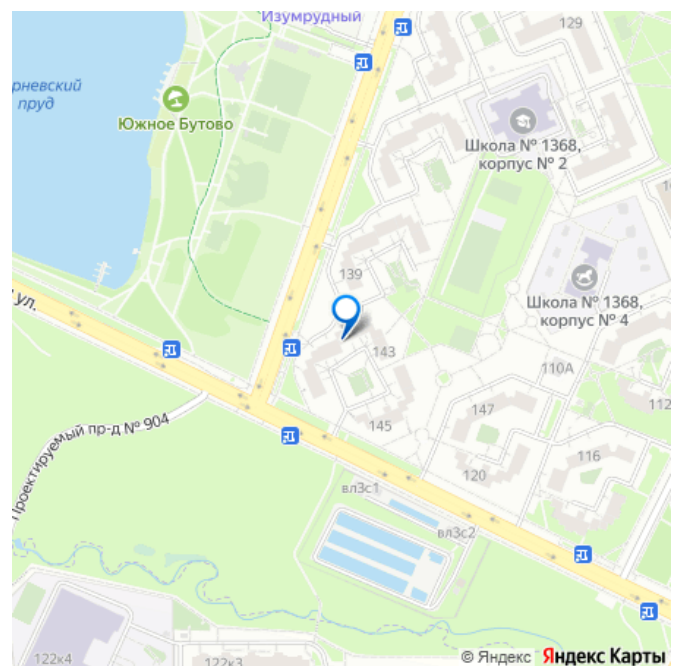 Изумрудный
129
рневский
пруд
Южное Бутово
Школа № 1368,
корпус № 2
139
Школа № 1368,
корпус № 4
ул.
143
110А
112
147
145
Проектируемый пр-д № 904
116
120
вл3с1
вл3с2
122к4
122к3
© Яндекс Яндекс Карты